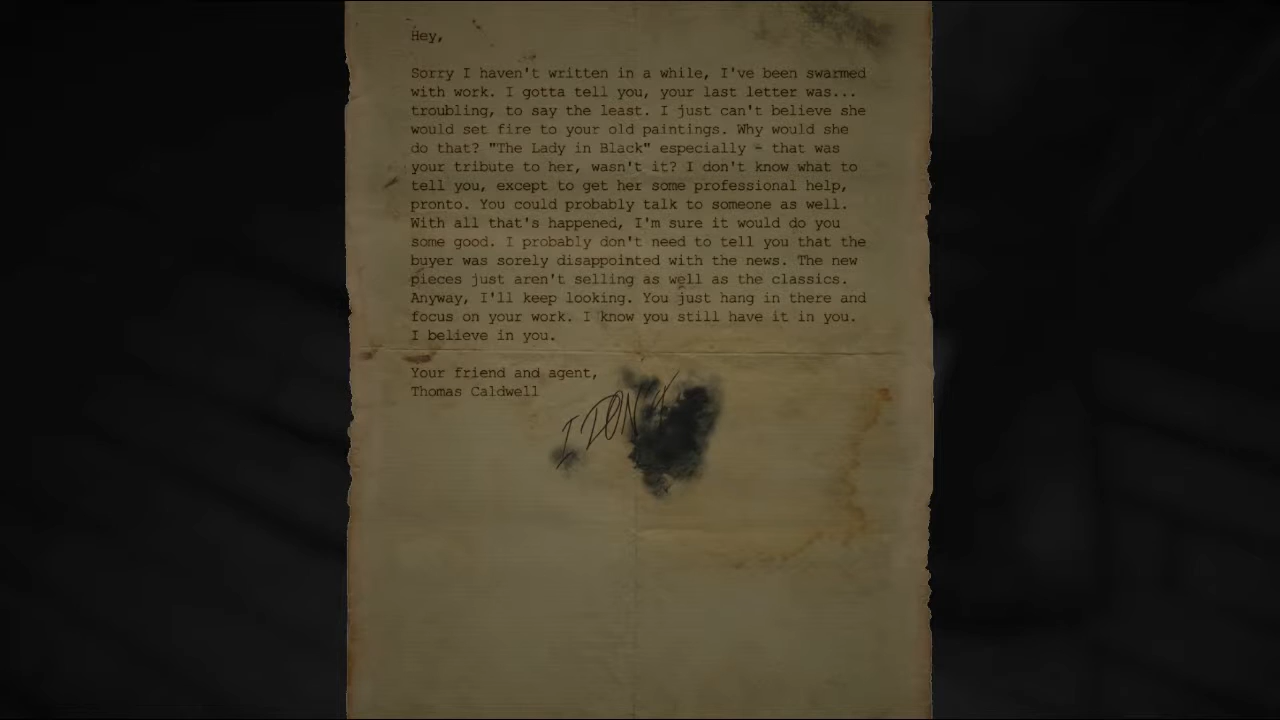 Hey,
Sorry I haven't written in a while, I've been swarmed
with work. I gotta tell you, your last letter was...
troubling, to say the least. I just can't believe she
would set fire to your old paintings. Why would she
do that? "The Lady in Black" especially - that was
your tribute to her, wasn't it? I don't know what to
tell you, except to get her some professional help,
pronto. You could probably talk to someone as well.
With all that's happened, I'm sure it would do you
some good. I probably don't need to tell you that the
buyer was sorely disappointed with the news. The new
pieces just aren't selling as well as the classics.
Anyway, I'll keep looking. You just hang in there and
focus on your work. I know you still have it in you.
I believe in you.
Your friend and agent,
Thomas Caldwell
I DON'T